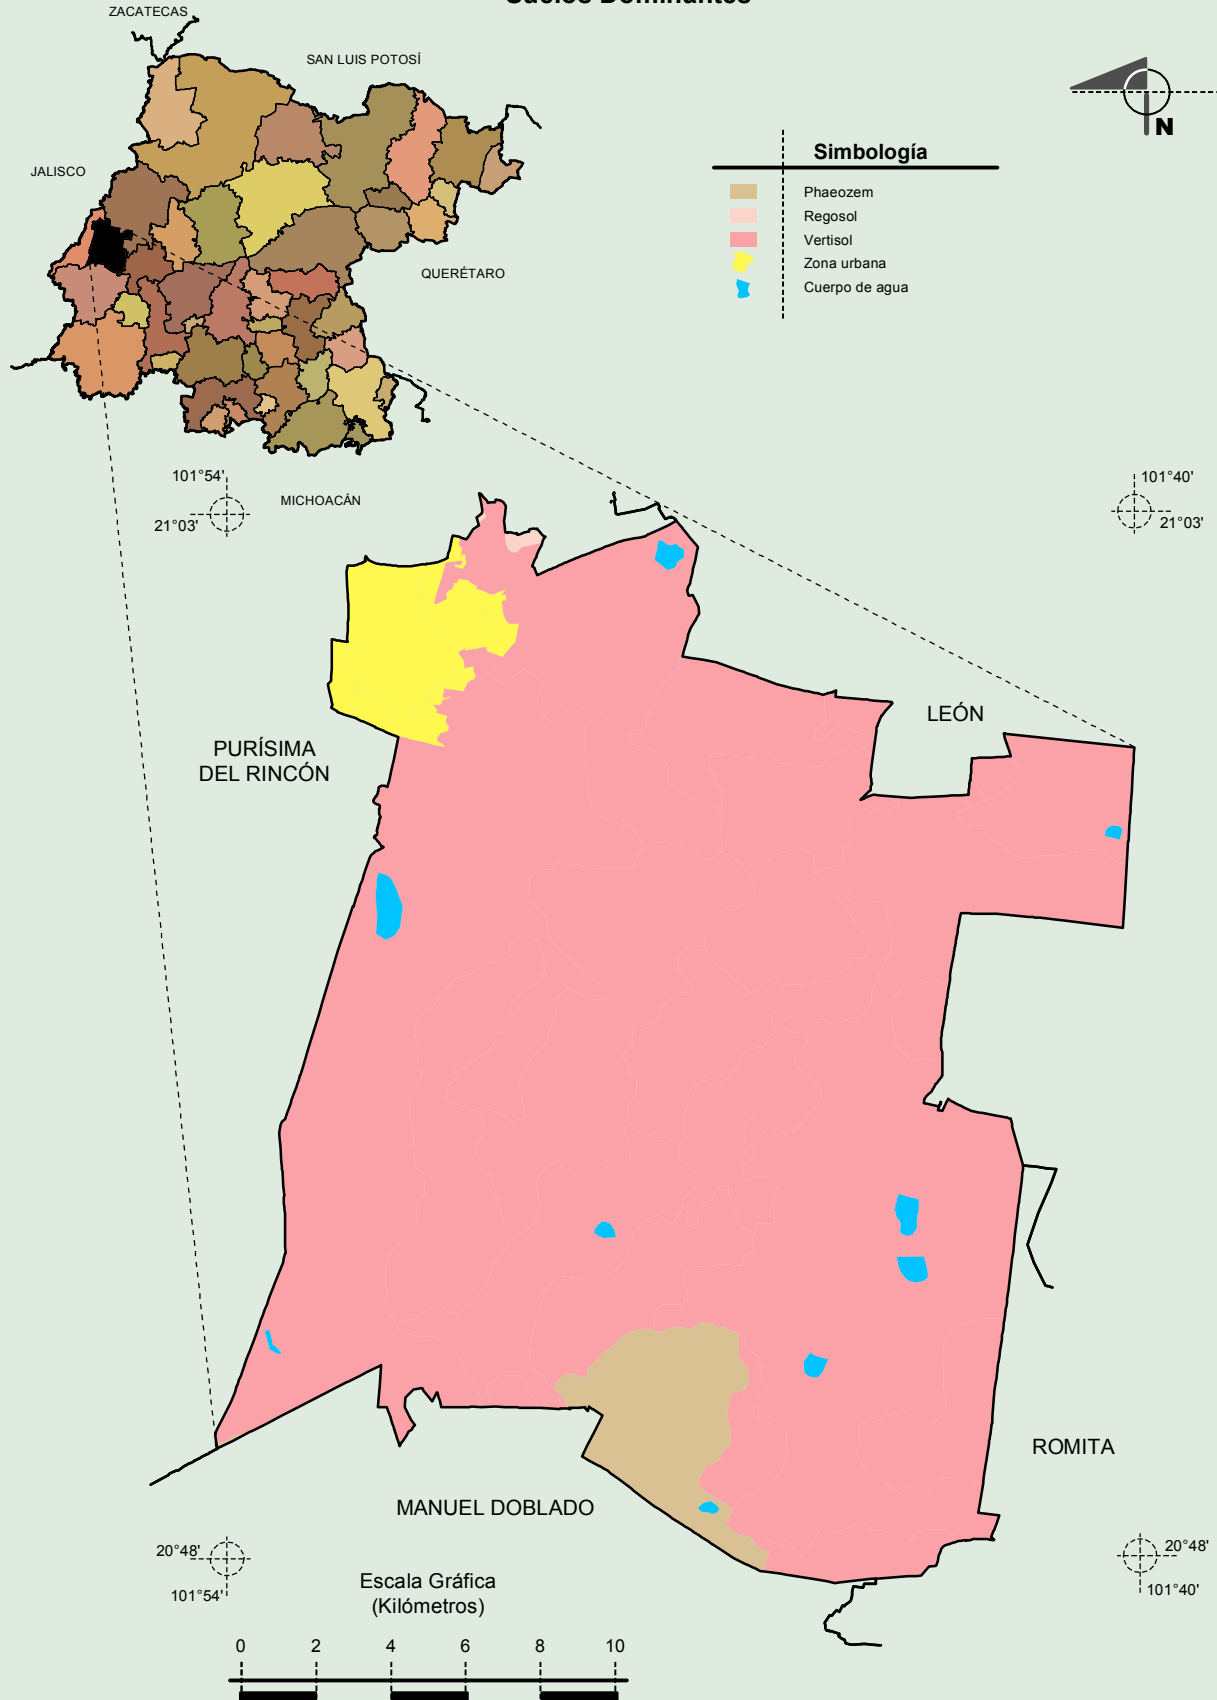 Suelos Dominantes
ZACATECAS
SAN LUIS POTOSÍ
JALISCO
QUERÉTARO
MICHOACÁN
N
Simbología
Phaeozem
Regosol
Vertisol
Zona urbana
Cuerpo de agua
101°54'
21°03'
101°40'
21°03'
LEÓN
PURÍSIMA
DEL RINCÓN
ROMITA
MANUEL DOBLADO
20°48'
101°54'
20°48'
101°40'
Escala Gráfica
(Kilómetros)
0 2 4 6 8 10